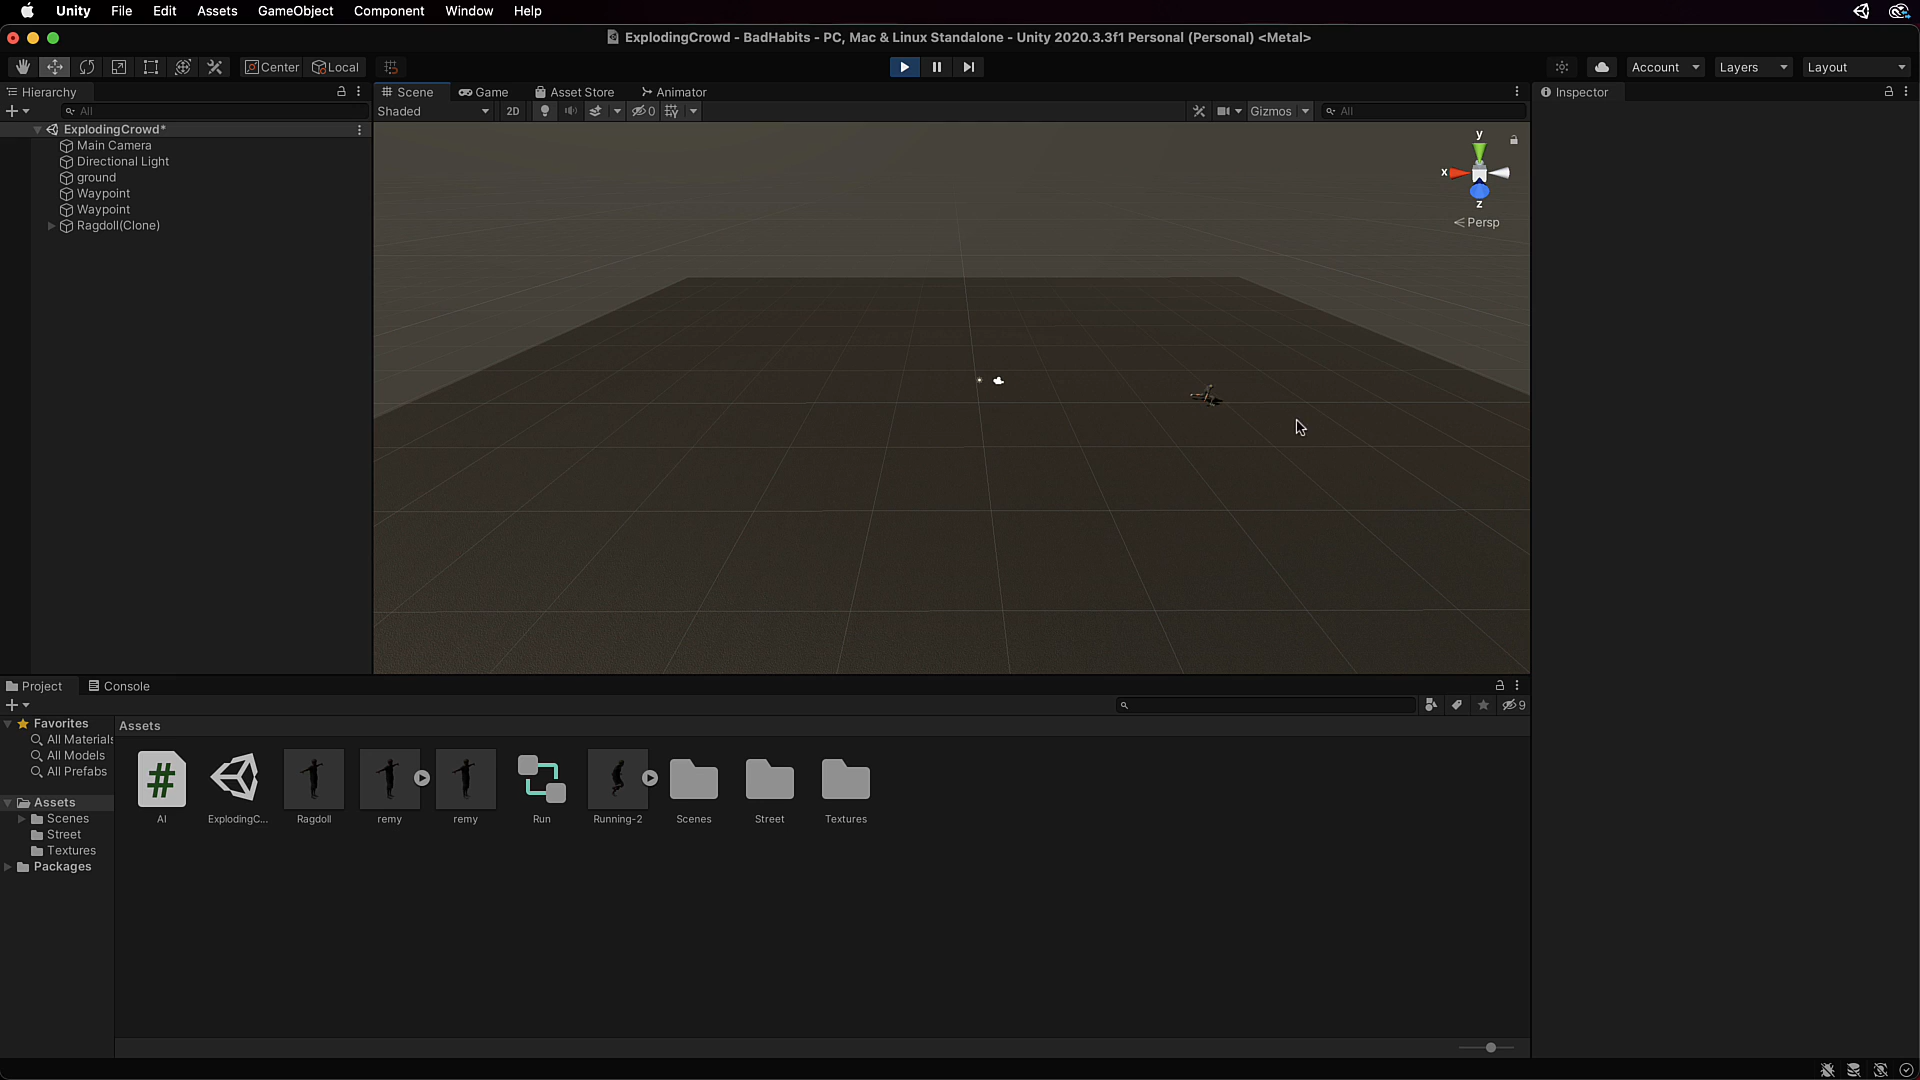 Unity File Edit Assets GameObject Component Window Help
ExplodingCrowd - BadHabits - PC, Mac & Linux Standalone - Unity 2020.3.3f1 Personal (Personal) <Metal>
Center Local Account Layers Layout
Hierarchy
All
ExplodingCrowd*
Main Camera
Directional Light
ground
Waypoint
Waypoint
Ragdoll(Clone)
Scene Game Asset Store Animator
Shaded 2D 0 Gizmos All
y
x
z
Persp
Inspector
Project Console
9
Favorites
All Materials
All Models
All Prefabs
Assets
Scenes
Street
Textures
Packages
Assets
#
AI ExplodingC... Ragdoll remy remy Run Running-2 Scenes Street Textures